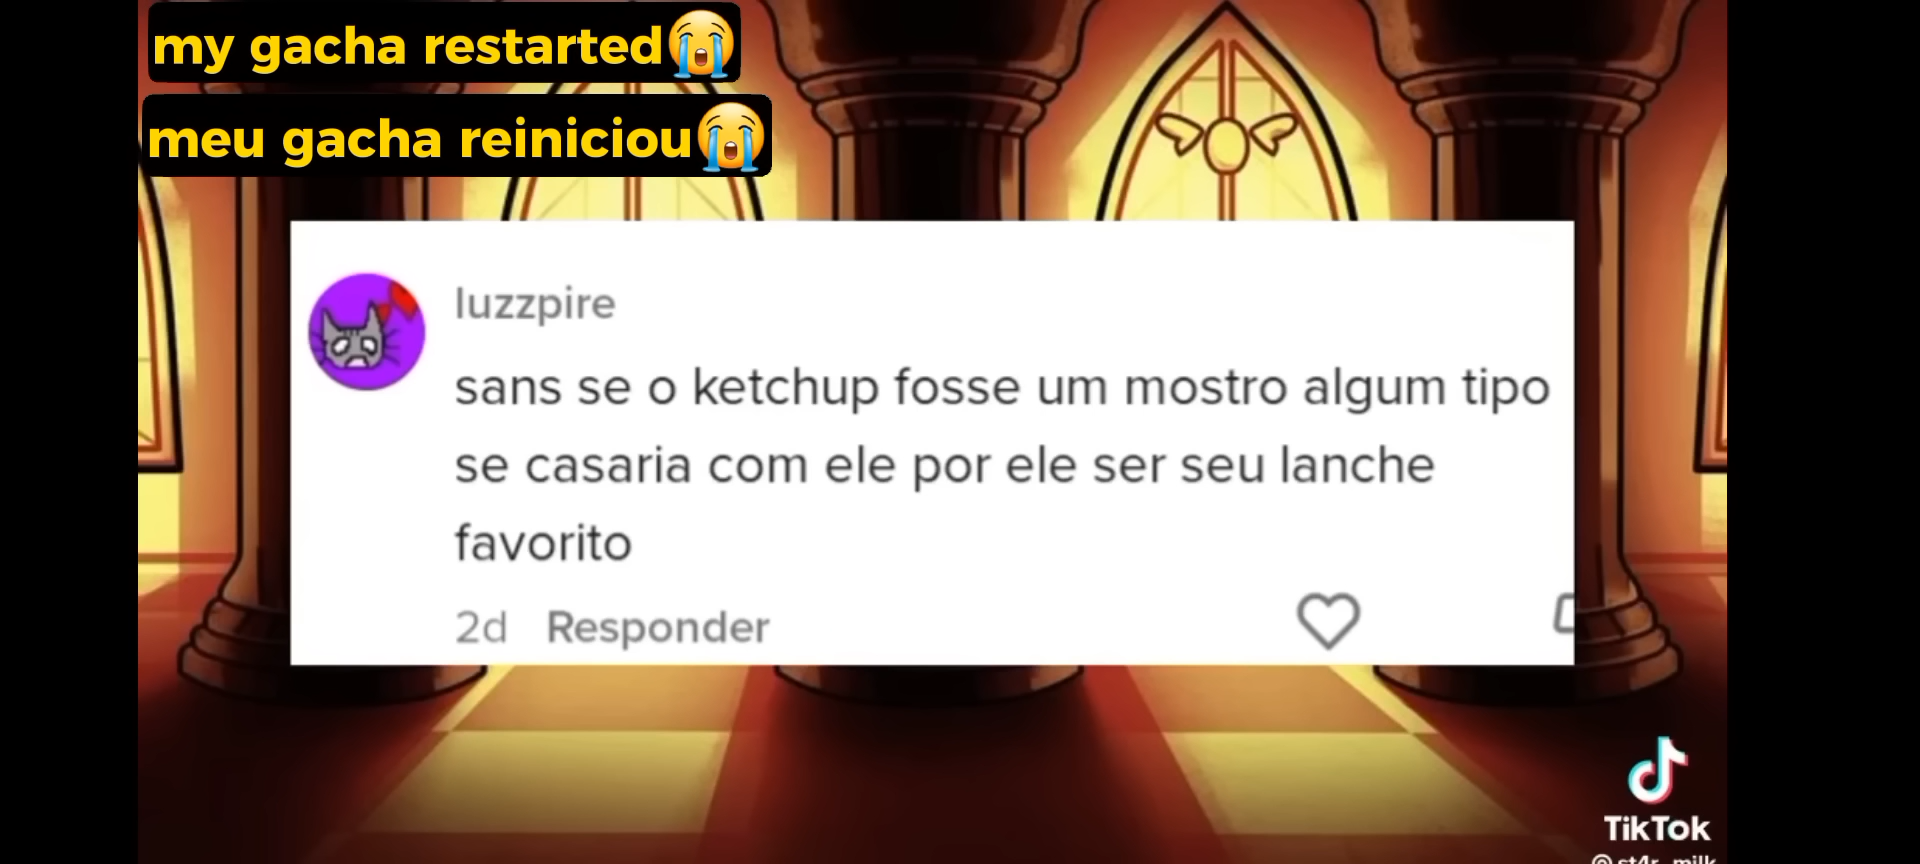 my gacha restarted😭
meu gacha reiniciou😭
luzzpire
sans se o ketchup fosse um mostro algum tipo
se casaria com ele por ele ser seu lanche
favorito
2d Responder
TikTok